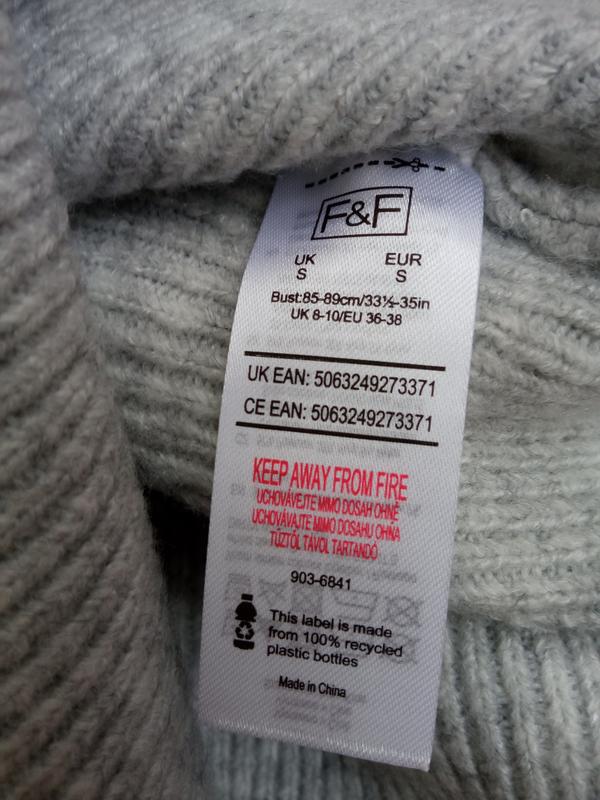 F&F
UK EUR
S S
Bust:85-89cm/33½-35in
UK 8-10/EU 36-38
UK EAN: 5063249273371
CE EAN: 5063249273371
KEEP AWAY FROM FIRE
UCHOVÁVEJTE MIMO DOSAH OHNĚ
UCHOVÁVAJTE MIMO DOSAHU OHŇA
TŰZTŐL TÁVOL TARTANDÓ
903-6841
This label is made
from 100% recycled
plastic bottles
Made in China